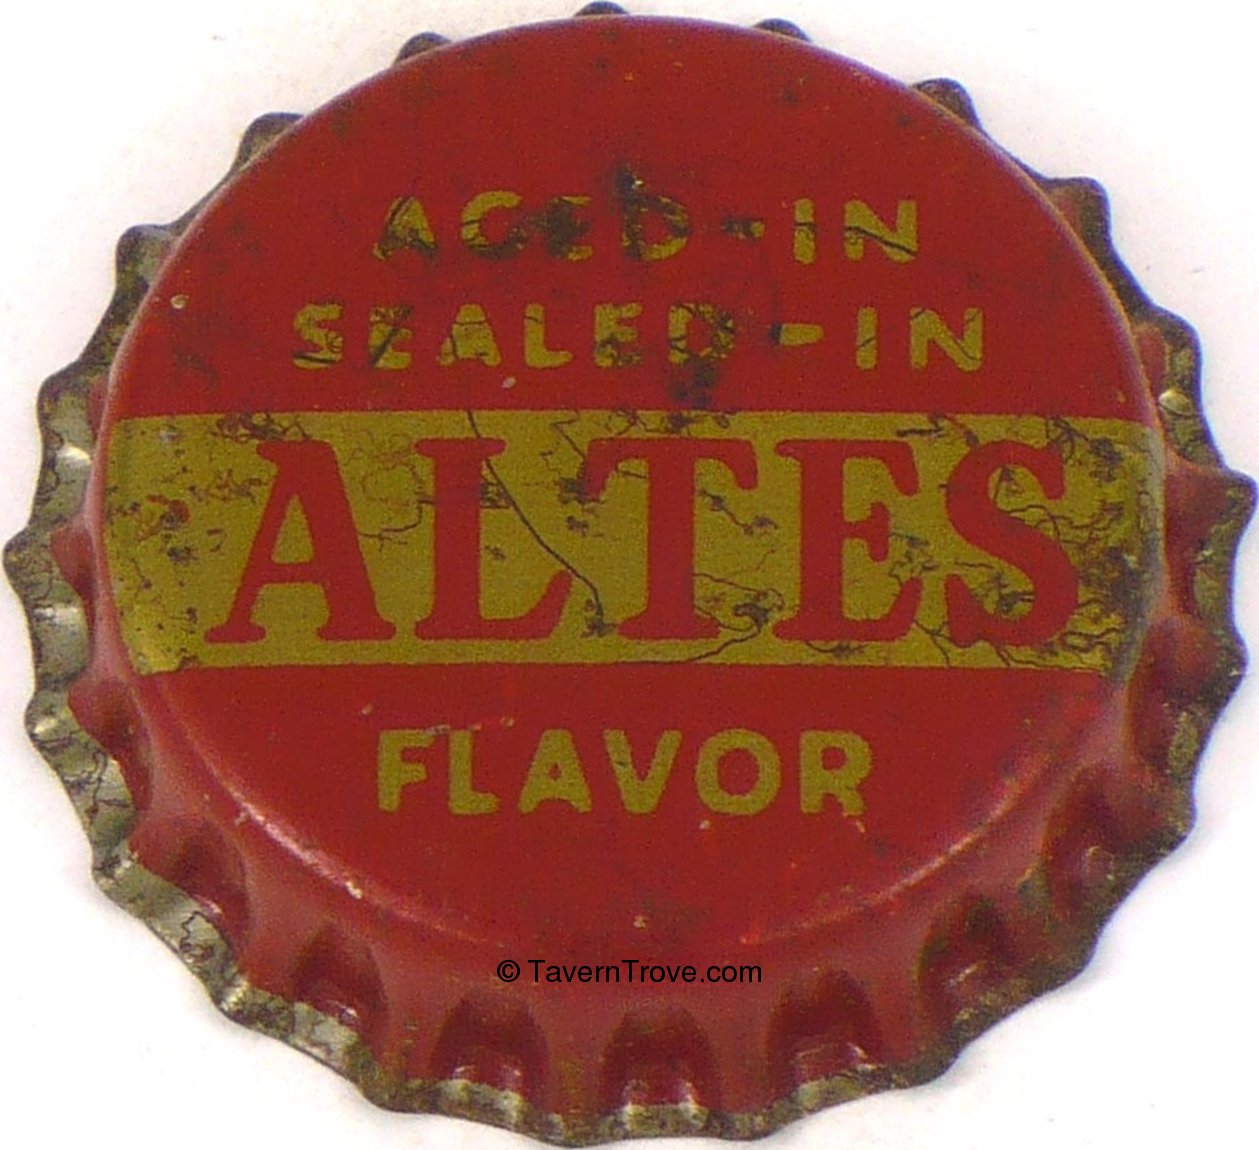 AGED-IN
SEALED-IN
ALTES
FLAVOR
© TavernTrove.com